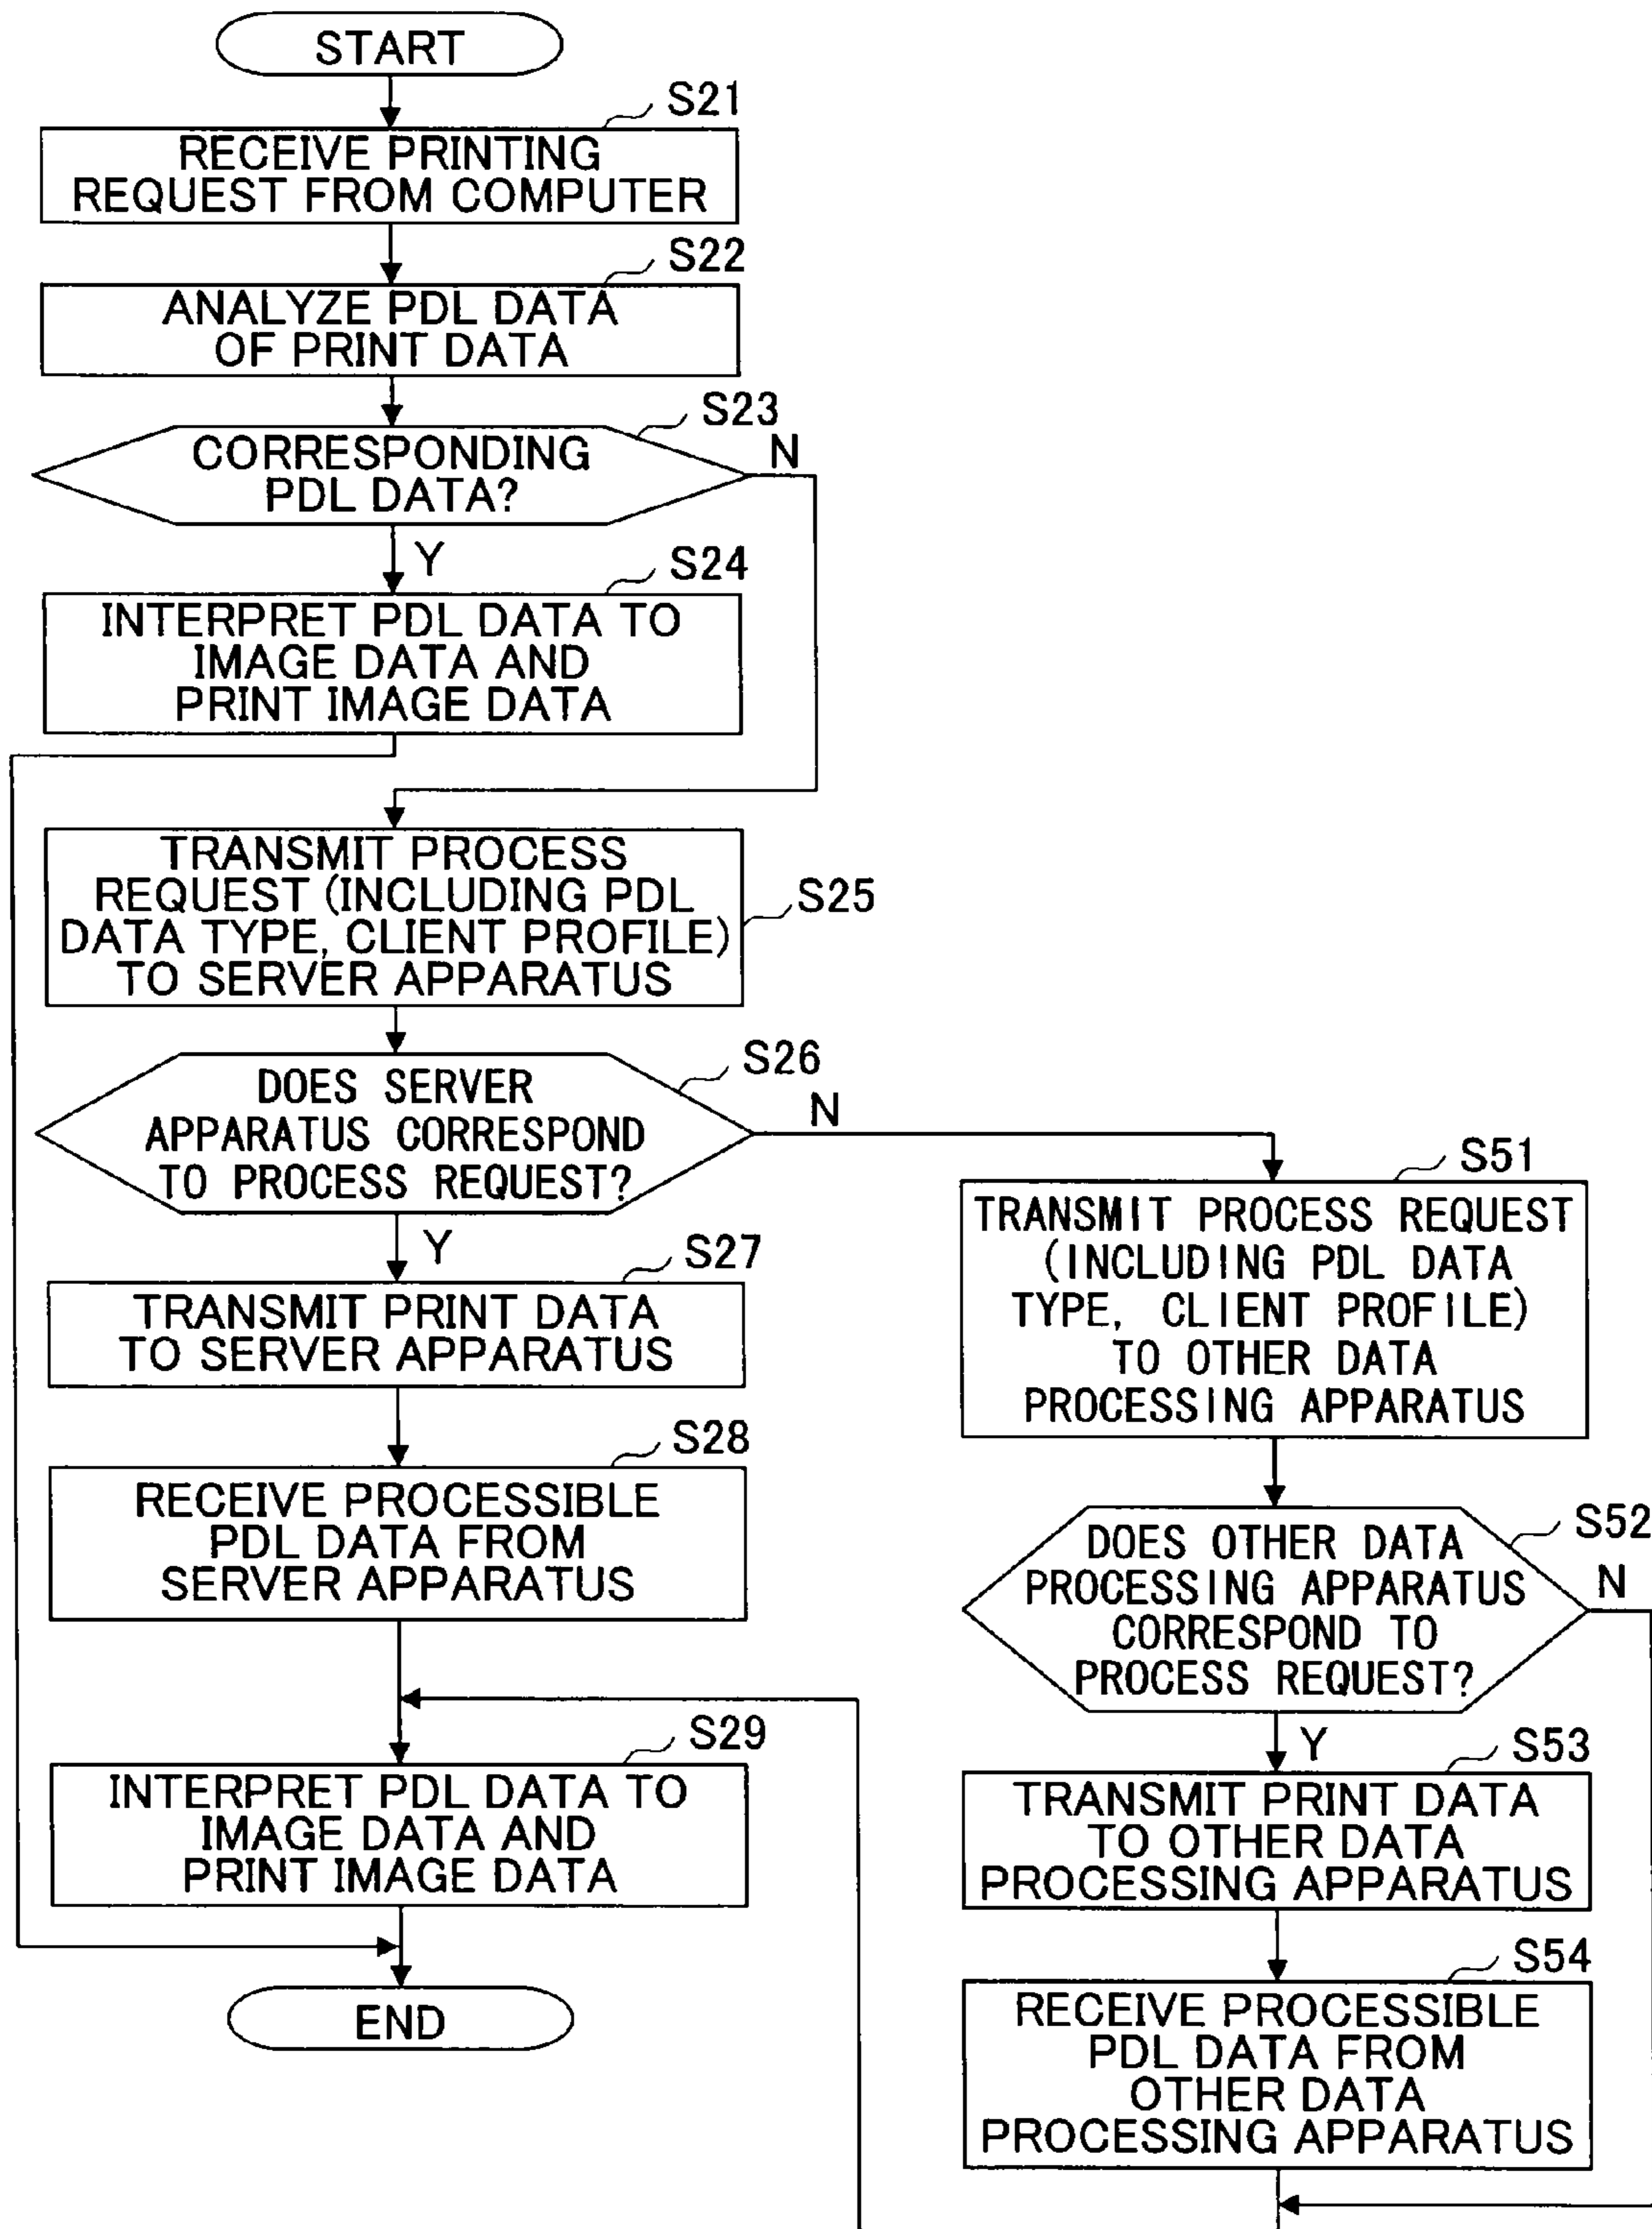 START
S21
RECEIVE PRINTING
REQUEST FROM COMPUTER
S22
ANALYZE PDL DATA
OF PRINT DATA
S23
CORRESPONDING
PDL DATA?
N
Y
S24
INTERPRET PDL DATA TO
IMAGE DATA AND
PRINT IMAGE DATA
TRANSMIT PROCESS
REQUEST (INCLUDING PDL
DATA TYPE, CLIENT PROFILE)
TO SERVER APPARATUS
S25
S26
DOES SERVER
APPARATUS CORRESPOND
TO PROCESS REQUEST?
N
Y
S27
TRANSMIT PRINT DATA
TO SERVER APPARATUS
S28
RECEIVE PROCESSIBLE
PDL DATA FROM
SERVER APPARATUS
S29
INTERPRET PDL DATA TO
IMAGE DATA AND
PRINT IMAGE DATA
END
S51
TRANSMIT PROCESS REQUEST
(INCLUDING PDL DATA
TYPE, CLIENT PROFILE)
TO OTHER DATA
PROCESSING APPARATUS
S52
DOES OTHER DATA
PROCESSING APPARATUS
CORRESPOND TO
PROCESS REQUEST?
N
Y
S53
TRANSMIT PRINT DATA
TO OTHER DATA
PROCESSING APPARATUS
S54
RECEIVE PROCESSIBLE
PDL DATA FROM
OTHER DATA
PROCESSING APPARATUS